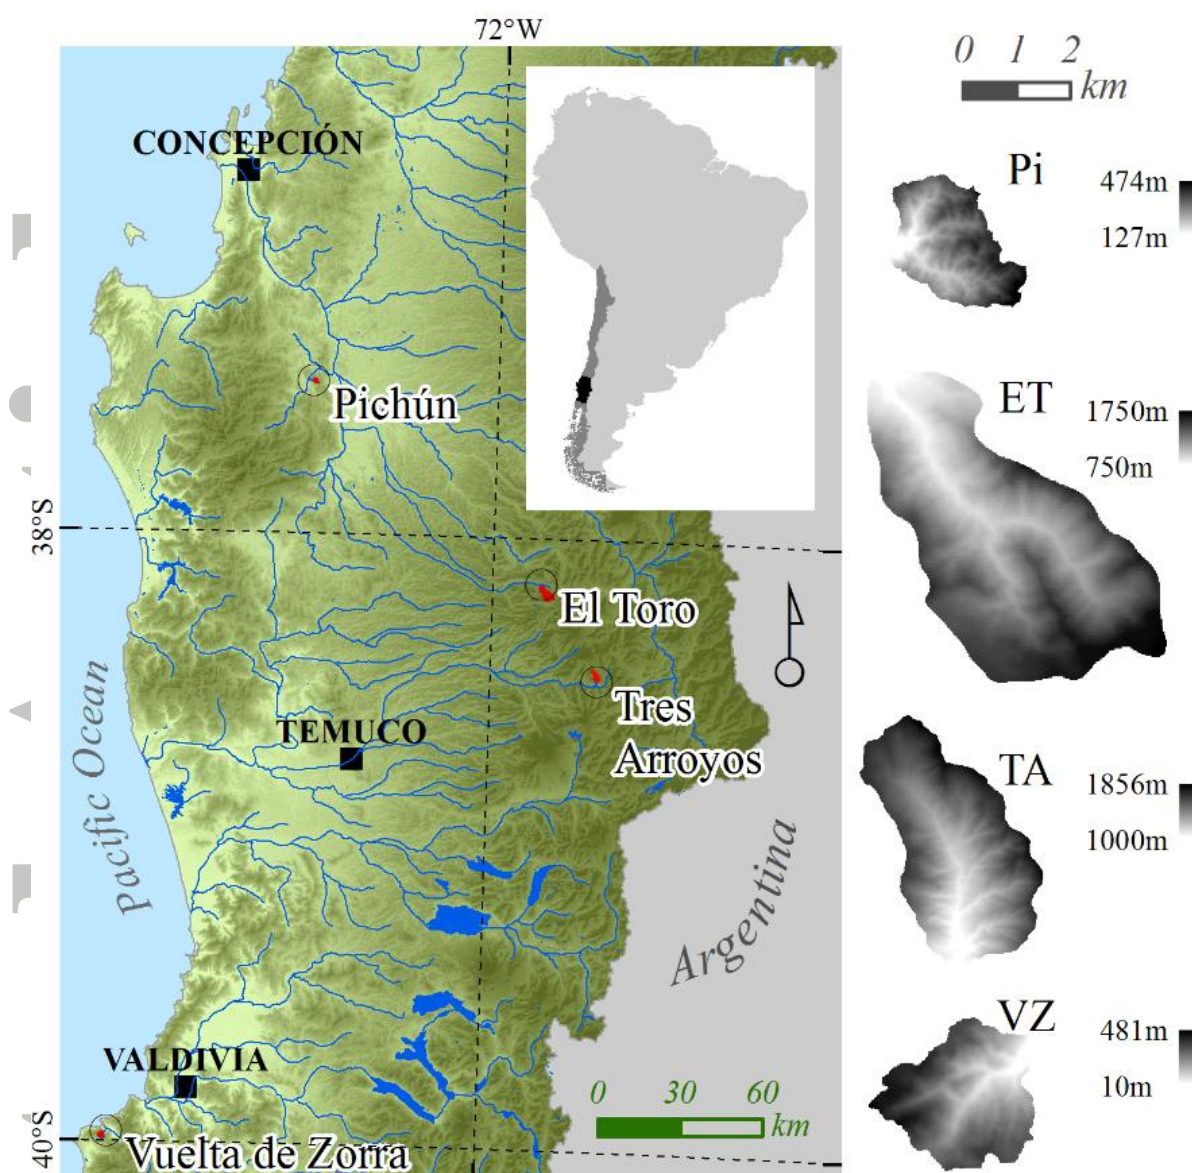 72°W
CONCEPCIÓN
Pichún
38°S
El Toro
Tres
Arroyos
TEMUCO
Pacific Ocean
Argentina
VALDIVIA
0 30 60
km
40°S
Vuelta de Zorra
0 1 2
km
Pi
474m
127m
ET
1750m
750m
TA
1856m
1000m
VZ
481m
10m